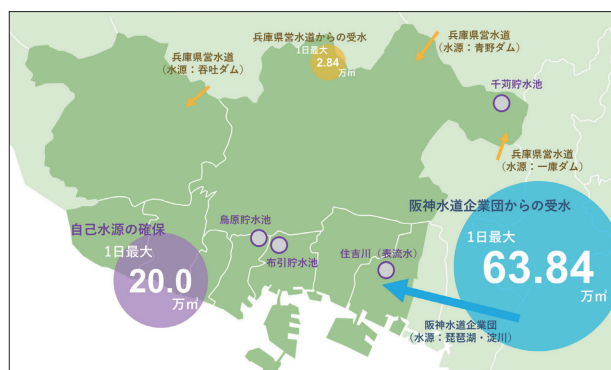 兵庫県営水道からの受水
1日最大
2.84
万㎥
兵庫県営水道
（水源：青野ダム）
兵庫県営水道
（水源：呑吐ダム）
千苅貯水池
兵庫県営水道
（水源：一庫ダム）
阪神水道企業団からの受水
1日最大
63.84
万㎥
自己水源の確保
1日最大
20.0
万㎥
烏原貯水池
布引貯水池
住吉川（表流水）
阪神水道企業団
（水源：琵琶湖・淀川）